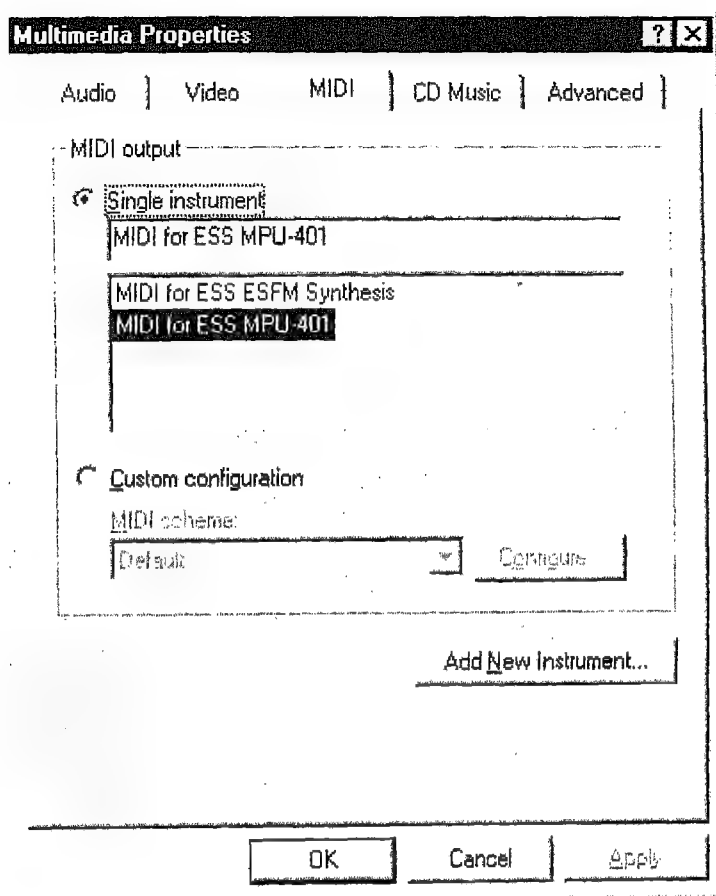 Multimedia Properties ? ×
Audio Video MIDI CD Music Advanced
MIDI output
Single instrument
MIDI for ESS MPU-401
MIDI for ESS ESFM Synthesis
MIDI for ESS MPU-401
Custom configuration
MIDI scheme:
Default Configure
Add New Instrument...
OK Cancel Apply